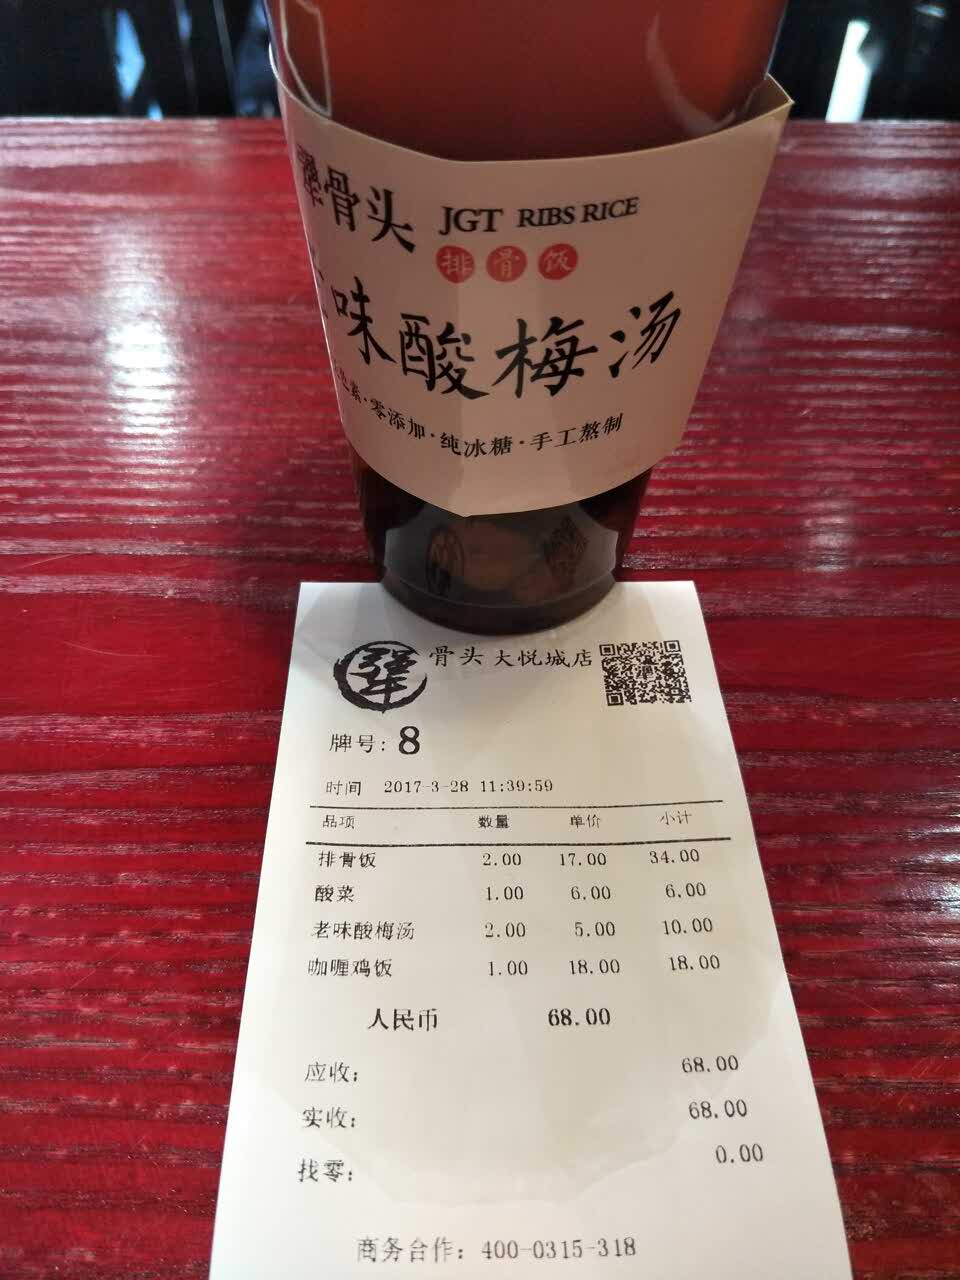 犟骨头 JGT RIBS RICE
排骨饭
味酸梅汤
色素·零添加·纯冰糖·手工熬制
犟骨头 大悦城店
牌号: 8
时间 2017-3-28 11:39:59
品项 数量 单价 小计
排骨饭 2.00 17.00 34.00
酸菜 1.00 6.00 6.00
老味酸梅汤 2.00 5.00 10.00
咖喱鸡饭 1.00 18.00 18.00
人民币 68.00
应收: 68.00
实收: 68.00
找零: 0.00
商务合作: 400-0315-318